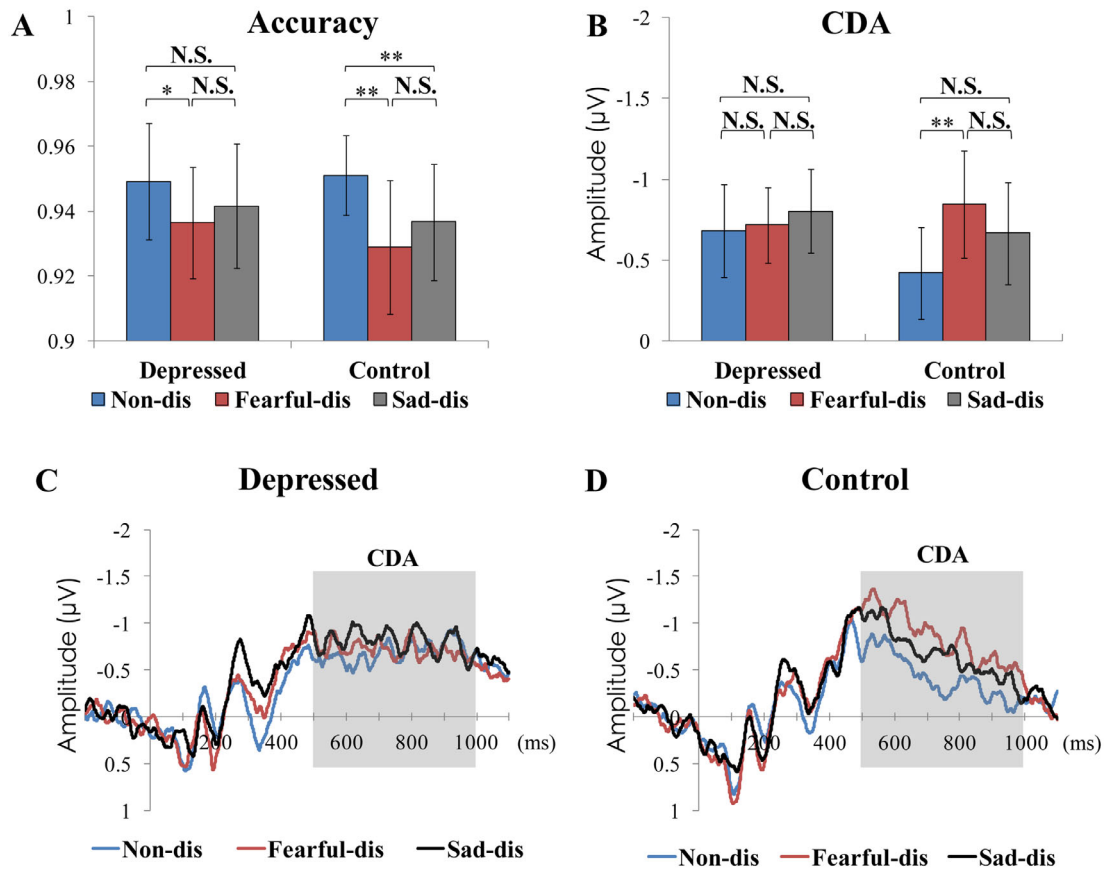 A
Accuracy
1
0.98
0.96
0.94
0.92
0.9
N.S.
*
N.S.
**
**
N.S.
Depressed
Control
Non-dis
Fearful-dis
Sad-dis
B
CDA
Amplitude (µV)
-2
-1.5
-1
-0.5
0
N.S.
N.S.
N.S.
N.S.
**
N.S.
Depressed
Control
Non-dis
Fearful-dis
Sad-dis
C
Depressed
Amplitude (µV)
-2
-1.5
-1
-0.5
0
0.5
1
CDA
200
400
600
800
1000
(ms)
Non-dis
Fearful-dis
Sad-dis
D
Control
Amplitude (µV)
-2
-1.5
-1
-0.5
0
0.5
1
CDA
200
400
600
800
1000
(ms)
Non-dis
Fearful-dis
Sad-dis